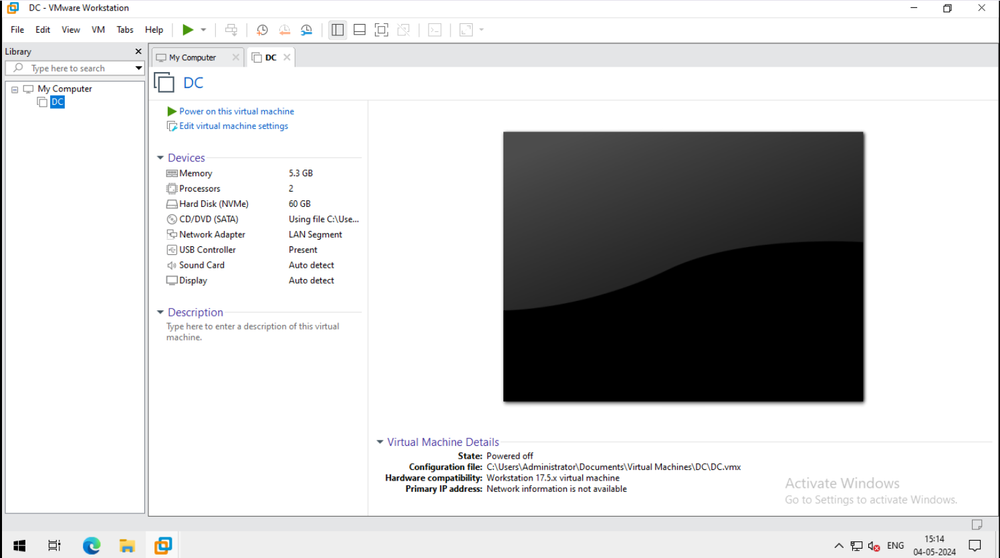 DC - VMware Workstation
File Edit View VM Tabs Help
Library
Type here to search
My Computer
DC
My Computer
DC
DC
Power on this virtual machine
Edit virtual machine settings
Devices
Memory 5.3 GB
Processors 2
Hard Disk (NVMe) 60 GB
CD/DVD (SATA) Using file C:\Use...
Network Adapter LAN Segment
USB Controller Present
Sound Card Auto detect
Display Auto detect
Description
Type here to enter a description of this virtual
machine.
Virtual Machine Details
State: Powered off
Configuration file: C:\Users\Administrator\Documents\Virtual Machines\DC\DC.vmx
Hardware compatibility: Workstation 17.5.x virtual machine
Primary IP address: Network information is not available
Activate Windows
Go to Settings to activate Windows.
ENG
15:14
04-05-2024